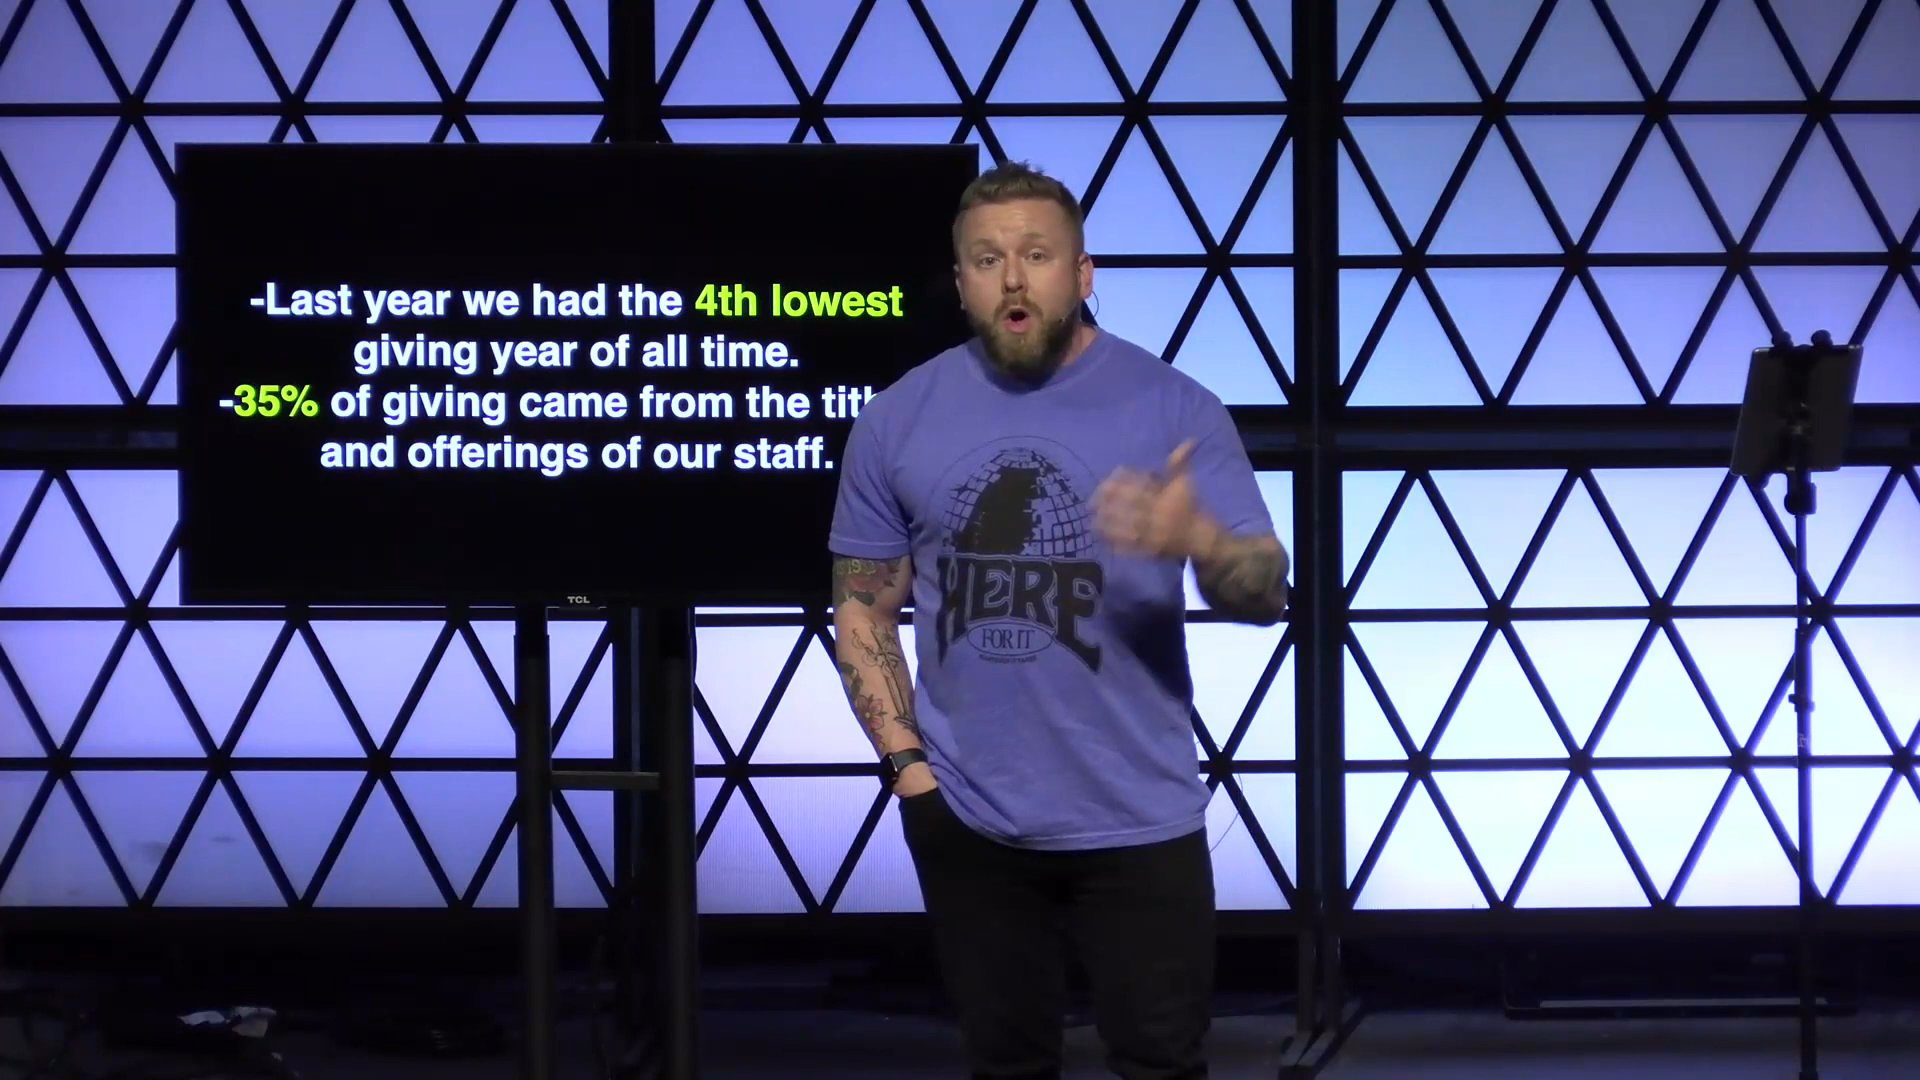 -Last year we had the 4th lowest
giving year of all time.
-35% of giving came from the
and offerings of our staff.
TCL
HERE
FOR IT